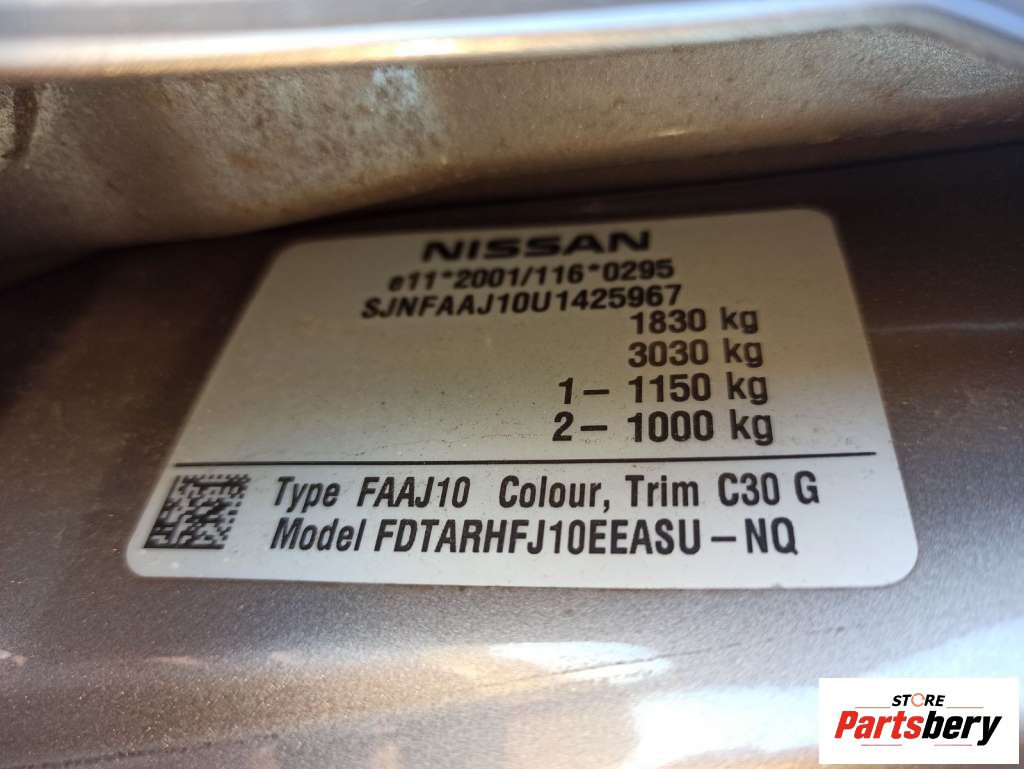 NISSAN
e11*2001/116*0295
SJNFAAJ10U1425967
1830 kg
3030 kg
1– 1150 kg
2– 1000 kg
Type FAAJ10 Colour, Trim C30 G
Model FDTARHFJ10EEASU–NQ
STORE
Partsbery